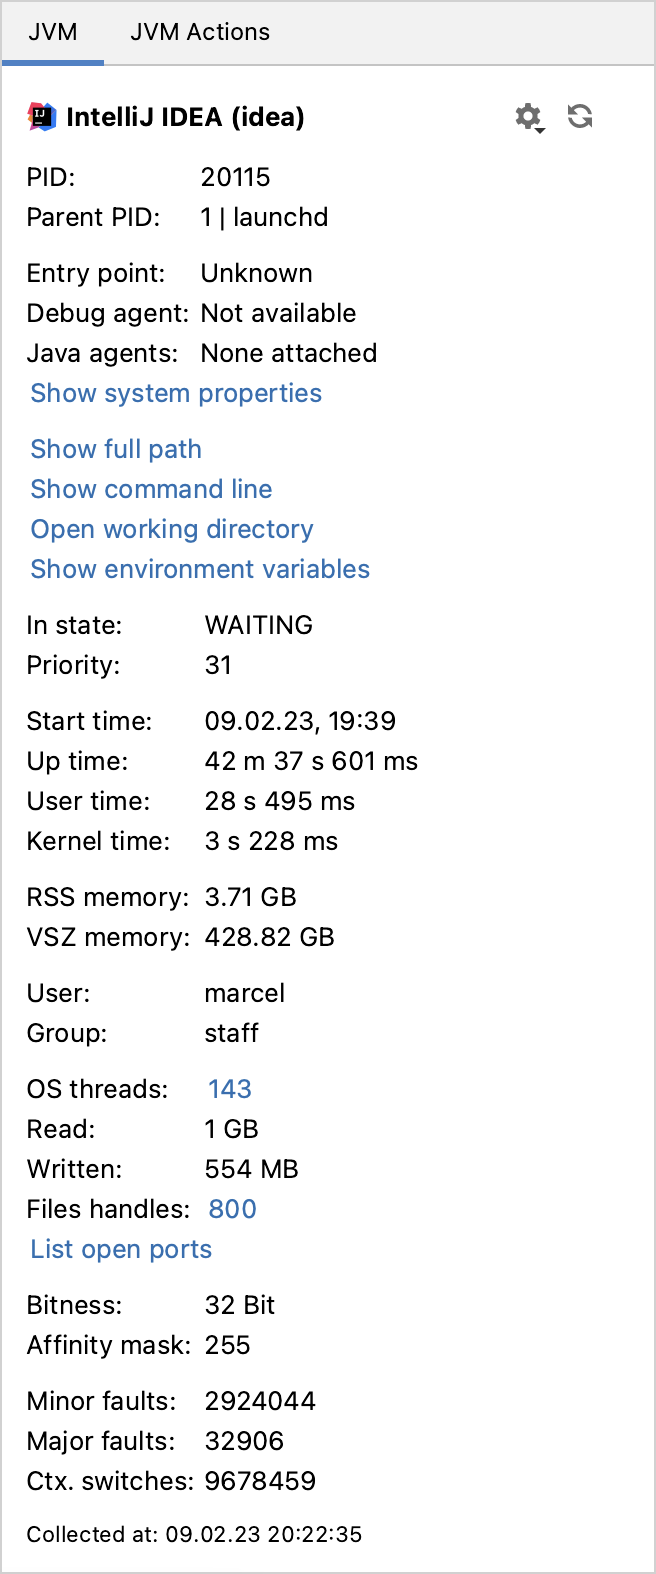 JVM JVM Actions
IJ IntelliJ IDEA (idea)
PID: 20115
Parent PID: 1 | launchd
Entry point: Unknown
Debug agent: Not available
Java agents: None attached
Show system properties
Show full path
Show command line
Open working directory
Show environment variables
In state: WAITING
Priority: 31
Start time: 09.02.23, 19:39
Up time: 42 m 37 s 601 ms
User time: 28 s 495 ms
Kernel time: 3 s 228 ms
RSS memory: 3.71 GB
VSZ memory: 428.82 GB
User: marcel
Group: staff
OS threads: 143
Read: 1 GB
Written: 554 MB
Files handles: 800
List open ports
Bitness: 32 Bit
Affinity mask: 255
Minor faults: 2924044
Major faults: 32906
Ctx. switches: 9678459
Collected at: 09.02.23 20:22:35